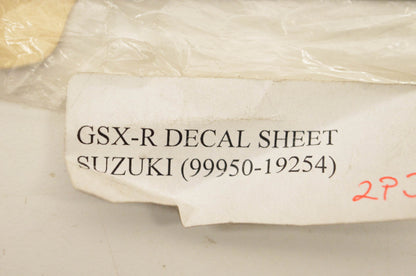 GSX-R DECAL SHEET
SUZUKI (99950-19254)